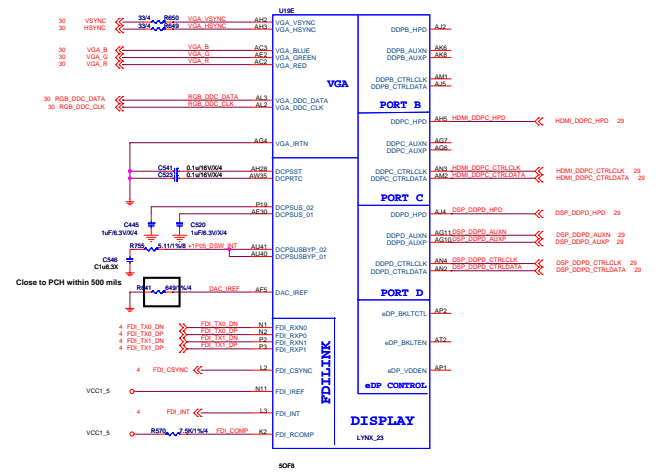 U19E
30 VSYNC 33/4 R650 VGA_VSYNC AH2 VGA_VSYNC
30 HSYNC 33/4 R649 VGA_HSYNC AH3 VGA_HSYNC
30 VGA_B VGA_B AC3 VGA_BLUE
30 VGA_G VGA_G AE2 VGA_GREEN
30 VGA_R VGA_R AC2 VGA_RED
VGA
30 RGB_DDC_DATA RGB_DDC_DATA AL3 VGA_DDC_DATA
30 RGB_DDC_CLK RGB_DDC_CLK AL2 VGA_DDC_CLK
AG4 VGA_IRTN
C541 0.1u/16V/X/4 AH28 DCPSST
C523 0.1u/16V/X/4 AW35 DCPRTC
P19 DCPSUS_02
AE30 DCPSUS_01
C445 1uF/6.3V/X/4
C520 1uF/6.3V/X/4
R755 5.11/1%/8 +1P05_DSW_INT AU41 DCPSUSBYP_02
AU40 DCPSUSBYP_01
C546
C1u6.3X
Close to PCH within 500 mils
R641 649/1%/4 DAC_IREF AF5 DAC_IREF
4 FDI_TX0_DN FDI_TX0_DN N1 FDI_RXN0
4 FDI_TX0_DP FDI_TX0_DP N2 FDI_RXP0
4 FDI_TX1_DN FDI_TX1_DN P2 FDI_RXN1
4 FDI_TX1_DP FDI_TX1_DP P3 FDI_RXP1
4 FDI_CSYNC L2 FDI_CSYNC
VCC1_5 N11 FDI_IREF
4 FDI_INT L3 FDI_INT
VCC1_5 R570 7.5K/1%/4 FDI_COMP K2 FDI_RCOMP
FDILINK
DDPB_HPD AJ2
DDPB_AUXN AK6
DDPB_AUXP AK8
DDPB_CTRLCLK AM1
DDPB_CTRLDATA AJ5
PORT B
DDPC_HPD AH5 HDMI_DDPC_HPD HDMI_DDPC_HPD 29
DDPC_AUXN AG7
DDPC_AUXP AG6
DDPC_CTRLCLK AN3 HDMI_DDPC_CTRLCLK HDMI_DDPC_CTRLCLK 29
DDPC_CTRLDATA AM2 HDMI_DDPC_CTRLDATA HDMI_DDPC_CTRLDATA 29
PORT C
DDPD_HPD AJ4 DSP_DDPD_HPD DSP_DDPD_HPD 29
DDPD_AUXN AG11 DSP_DDPD_AUXN DSP_DDPD_AUXN 29
DDPD_AUXP AG10 DSP_DDPD_AUXP DSP_DDPD_AUXP 29
DDPD_CTRLCLK AN4 DSP_DDPD_CTRLCLK DSP_DDPD_CTRLCLK 29
DDPD_CTRLDATA AN2 DSP_DDPD_CTRLDATA DSP_DDPD_CTRLDATA 29
PORT D
eDP_BKLTCTL AP2
eDP_BKLTEN AT2
eDP_VDDEN AP1
eDP CONTROL
DISPLAY
LYNX_23
5OF8